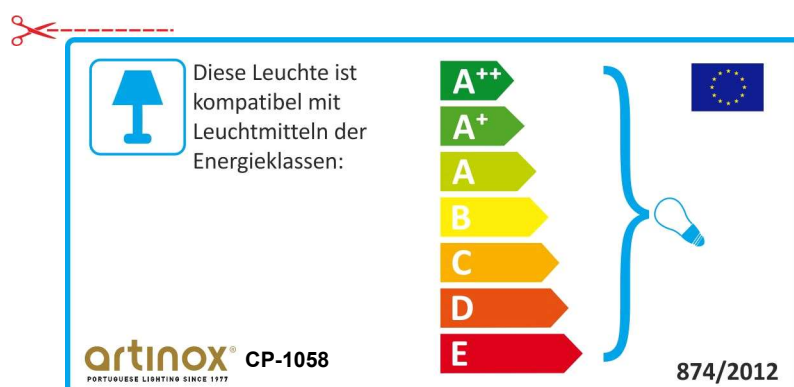 Diese Leuchte ist
kompatibel mit
Leuchtmitteln der
Energieklassen:
A++
A+
A
B
C
D
E
artinox® CP-1058
PORTUGUESE LIGHTING SINCE 1977
874/2012